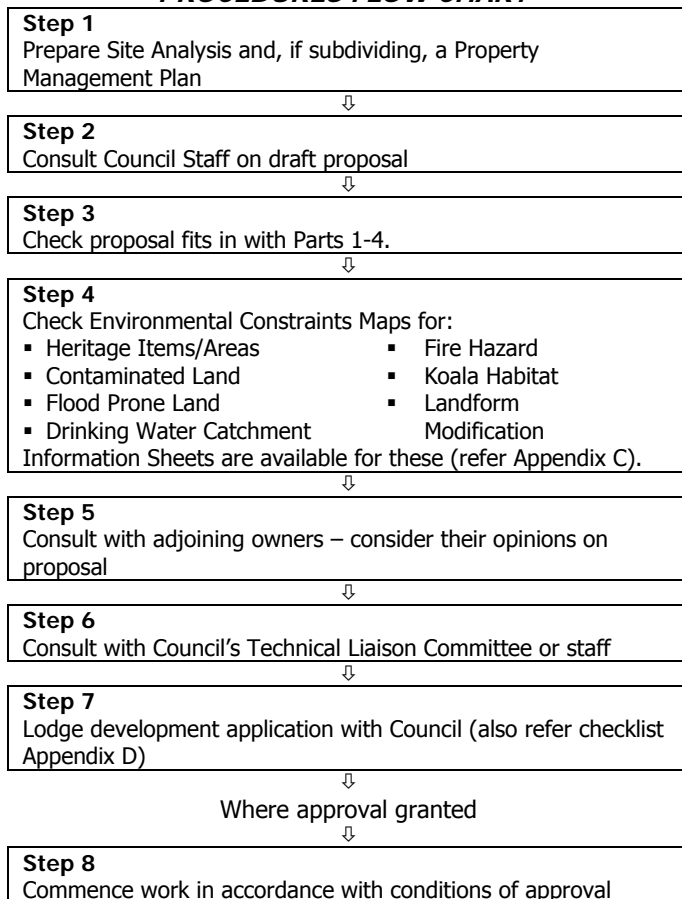 PROCEDURES FLOW CHART
Step 1
Prepare Site Analysis and, if subdividing, a Property
Management Plan
⇩
Step 2
Consult Council Staff on draft proposal
⇩
Step 3
Check proposal fits in with Parts 1-4.
⇩
Step 4
Check Environmental Constraints Maps for:
▪ Heritage Items/Areas
▪ Contaminated Land
▪ Flood Prone Land
▪ Drinking Water Catchment
▪ Fire Hazard
▪ Koala Habitat
▪ Landform
Modification
Information Sheets are available for these (refer Appendix C).
⇩
Step 5
Consult with adjoining owners – consider their opinions on
proposal
⇩
Step 6
Consult with Council's Technical Liaison Committee or staff
⇩
Step 7
Lodge development application with Council (also refer checklist
Appendix D)
⇩
Where approval granted
⇩
Step 8
Commence work in accordance with conditions of approval